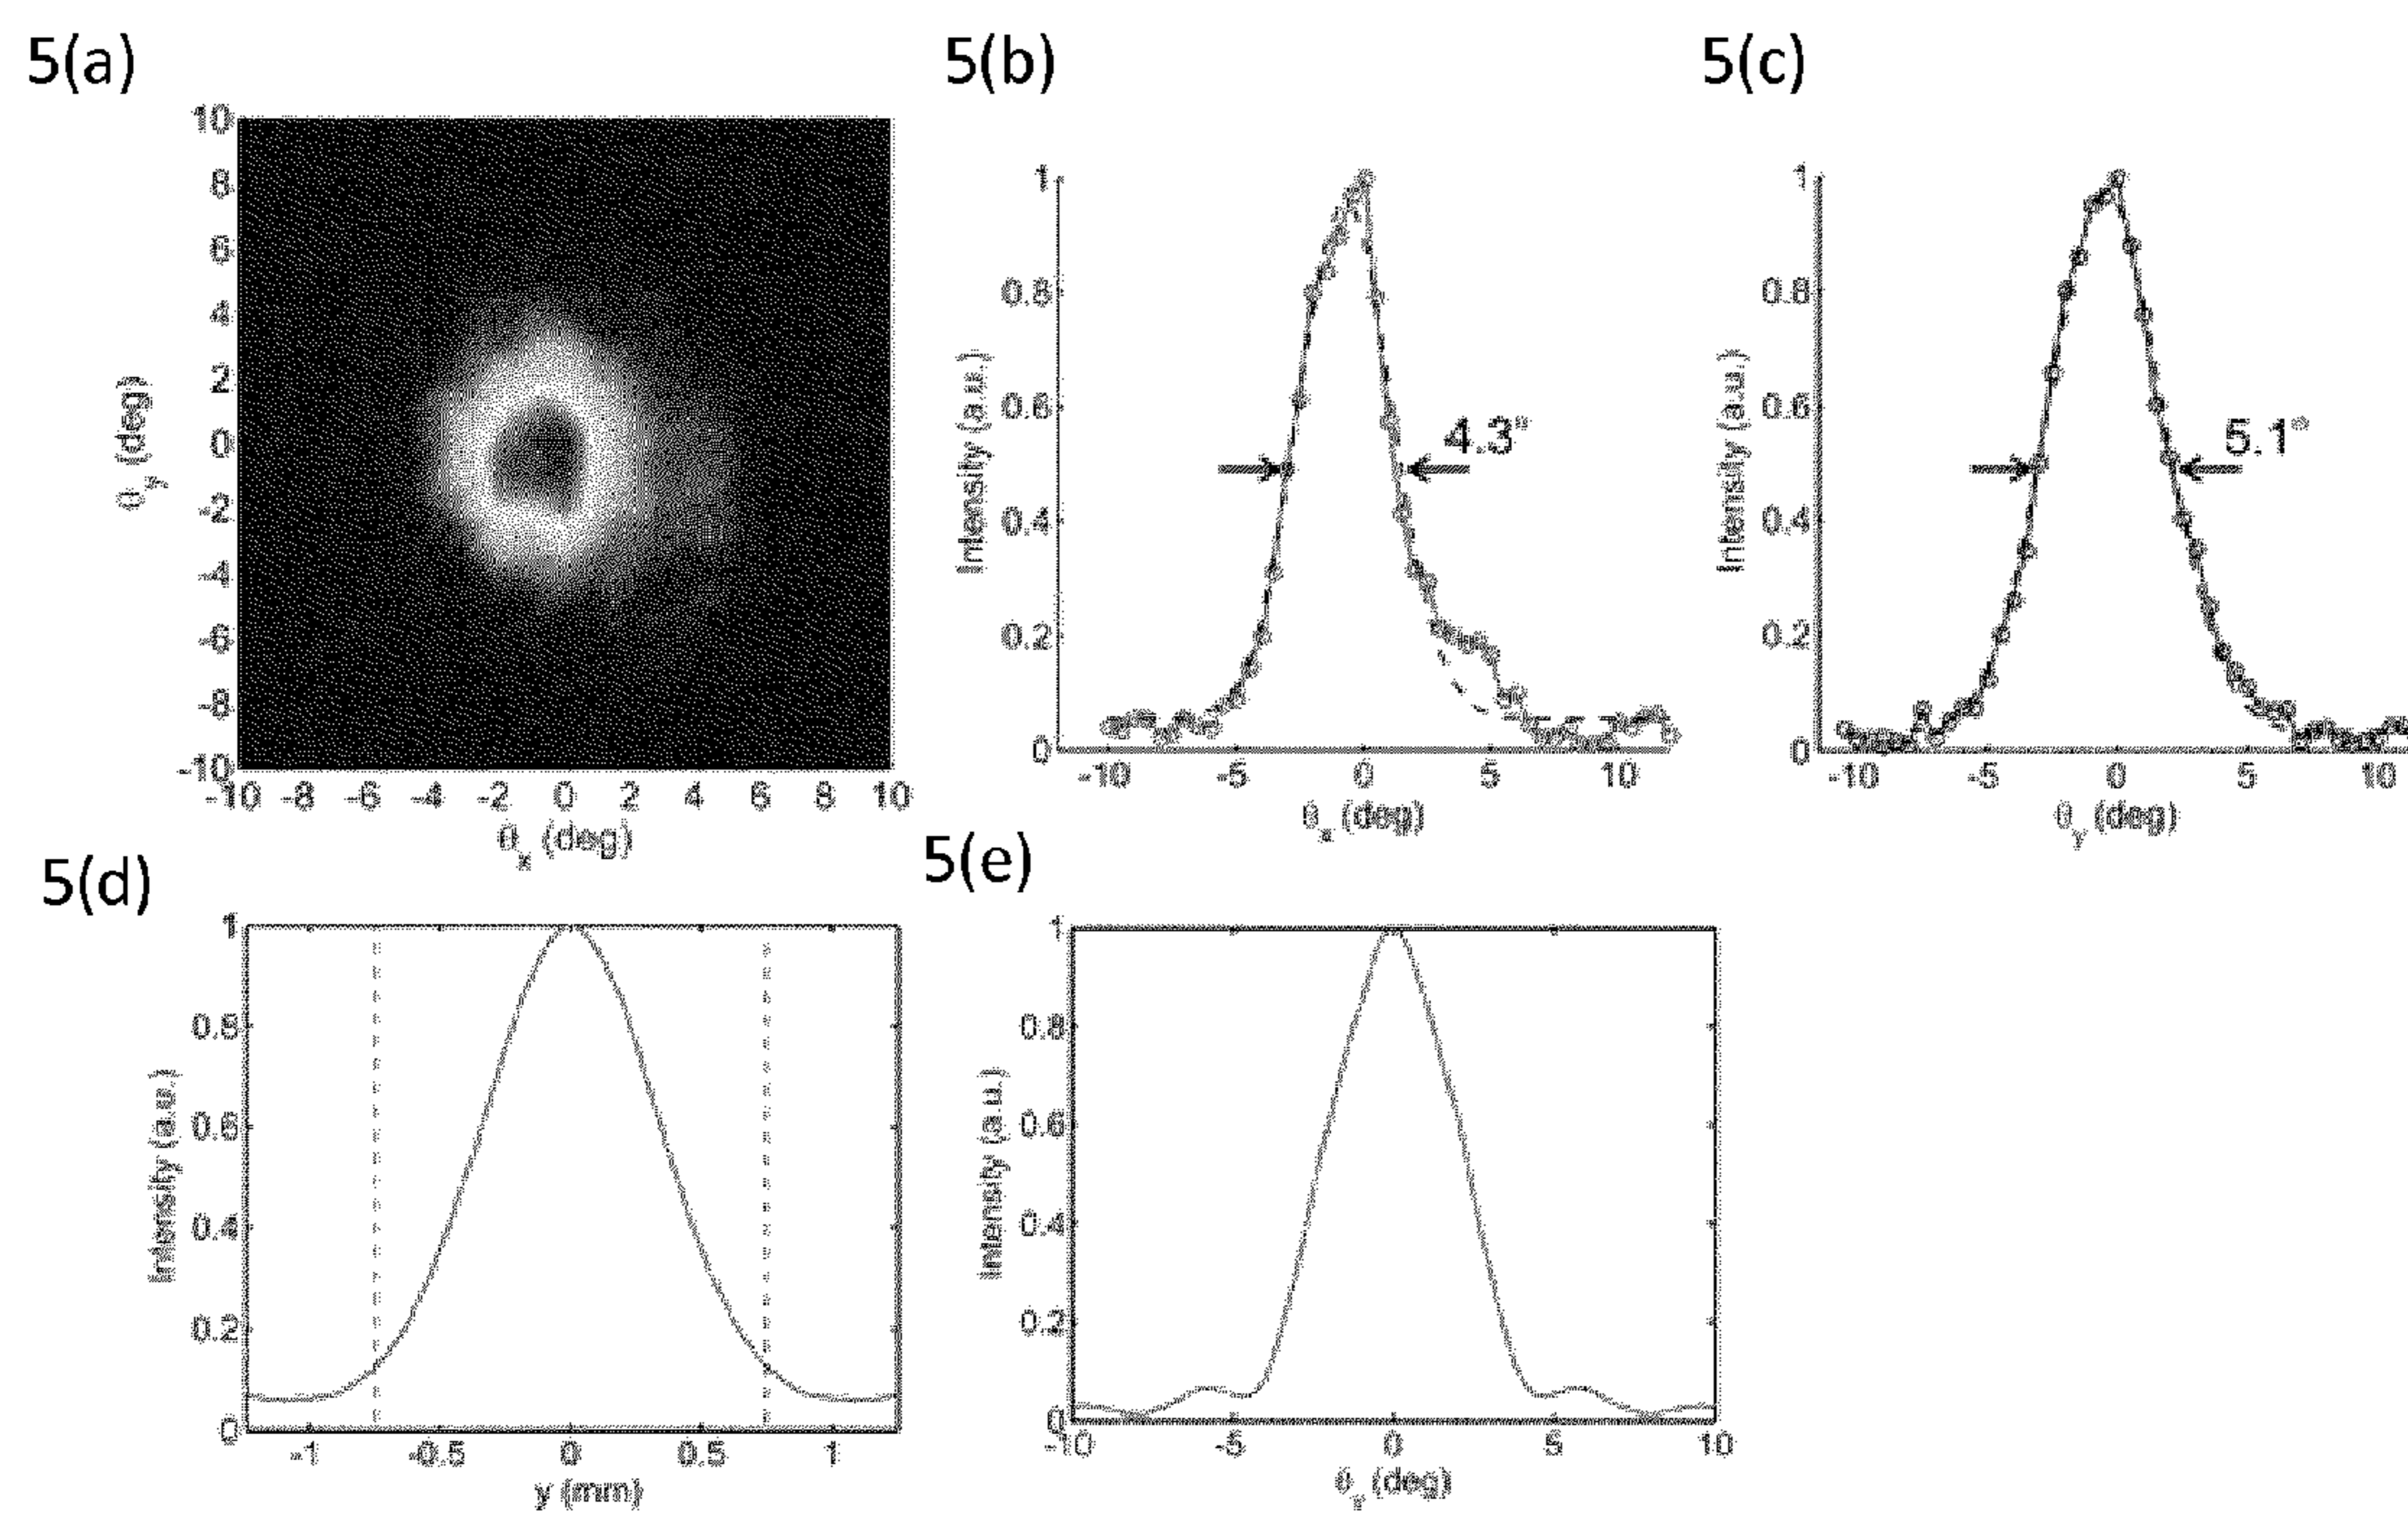 5(a)
10
8
6
4
2
0
-2
-4
-6
-8
-10
-10 -8 -6 -4 -2 0 2 4 6 8 10
θy (deg)
θx (deg)
5(b)
1
0.8
0.6
0.4
0.2
0
-10 -5 0 5 10
Intensity (a.u.)
4.3°
θx (deg)
5(c)
1
0.8
0.6
0.4
0.2
0
-10 -5 0 5 10
Intensity (a.u.)
5.1°
θy (deg)
5(d)
1
0.8
0.6
0.4
0.2
0
-1 -0.5 0 0.5 1
Intensity (a.u.)
y (mm)
5(e)
1
0.8
0.6
0.4
0.2
0
-10 -5 0 5 10
Intensity (a.u.)
(deg)